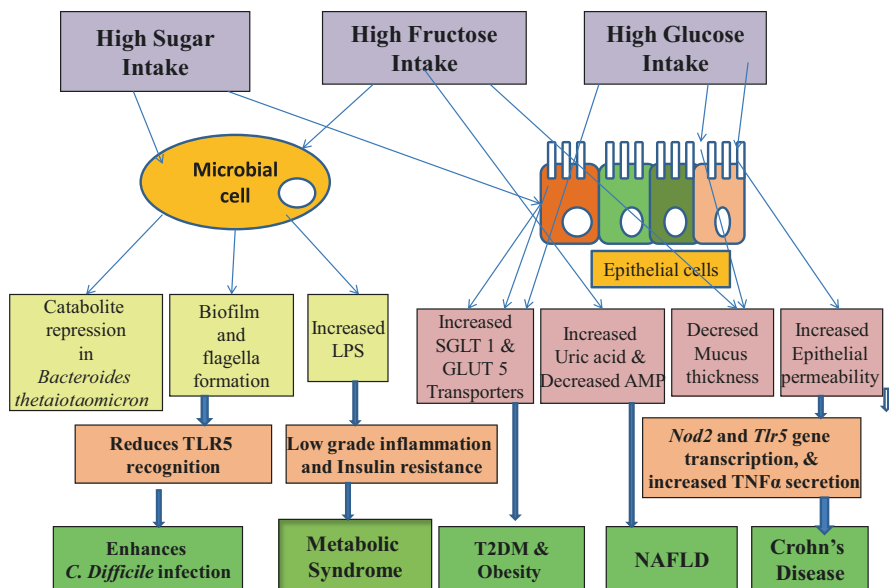 High Sugar
Intake
High Fructose
Intake
High Glucose
Intake
Microbial
cell
Epithelial cells
Catabolite
repression
in
Bacteroides
thetaiotaomicron
Biofilm
and
flagella
formation
Increased
LPS
Increased
SGLT 1 &
GLUT 5
Transporters
Increased
Uric acid &
Decreased AMP
Decresed
Mucus
thickness
Increased
Epithelial
permeability
Reduces TLR5
recognition
Low grade inflammation
and Insulin resistance
Nod2 and Tlr5 gene
transcription, &
increased TNFα secretion
Enhances
C. Difficile infection
Metabolic
Syndrome
T2DM &
Obesity
NAFLD
Crohn's
Disease